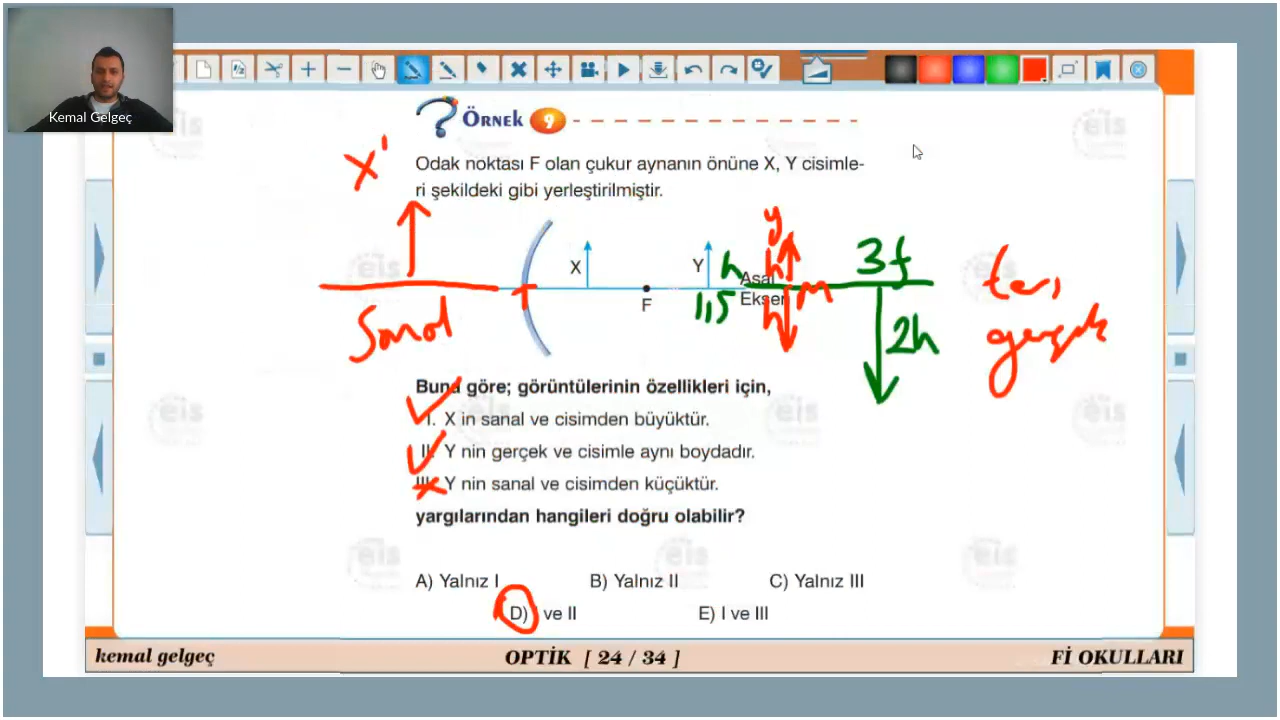 Kemal Gelgeç
ÖRNEK 9
Odak noktası F olan çukur aynanın önüne X, Y cisimle-
ri şekildeki gibi yerleştirilmiştir.
X'
X
F
Y
h
1,5
Asal
Eksen
y
h
h
m
3f
2h
ters
gerçek
T
Sanal
Buna göre; görüntülerinin özellikleri için,
I. X in sanal ve cisimden büyüktür.
II. Y nin gerçek ve cisimle aynı boydadır.
III. Y nin sanal ve cisimden küçüktür.
yargılarından hangileri doğru olabilir?
A) Yalnız I B) Yalnız II C) Yalnız III
D) I ve II E) I ve III
kemal gelgeç OPTİK [ 24 / 34 ] Fİ OKULLARI
eis